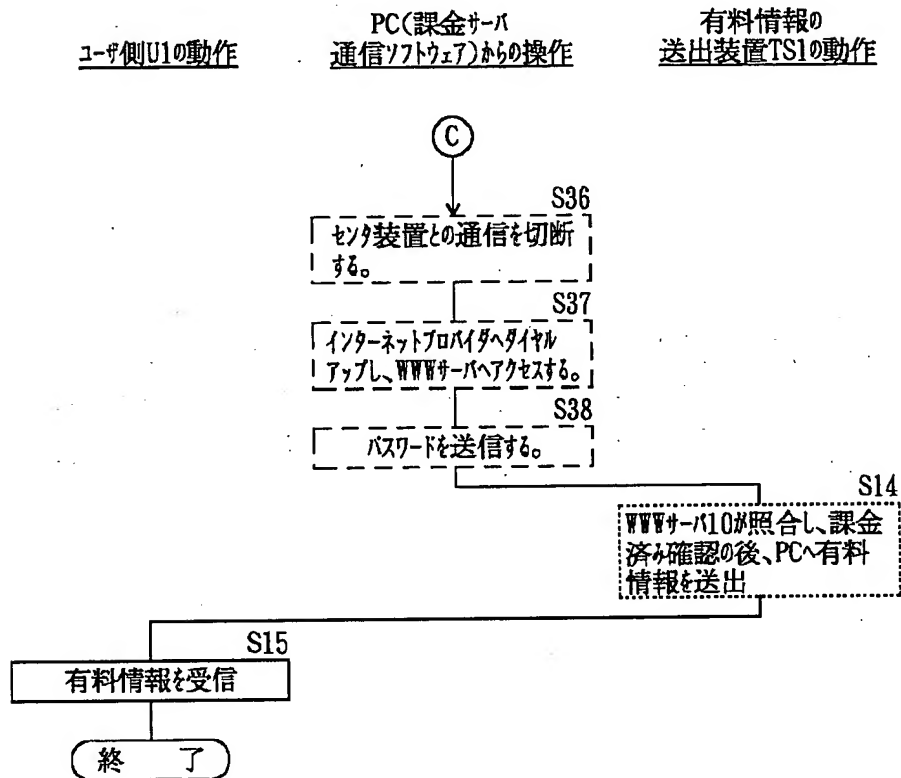 ユーザ側U1の動作
PC(課金サーバ
通信ソフトウェア)からの操作
有料情報の
送出装置TS1の動作
C
S36
センタ装置との通信を切断
する。
S37
インターネットプロバイダへダイヤル
アップし、WWWサーバへアクセスする。
S38
パスワードを送信する。
S14
WWWサーバ10が照合し、課金
済み確認の後、PCへ有料
情報を送出
S15
有料情報を受信
終 了